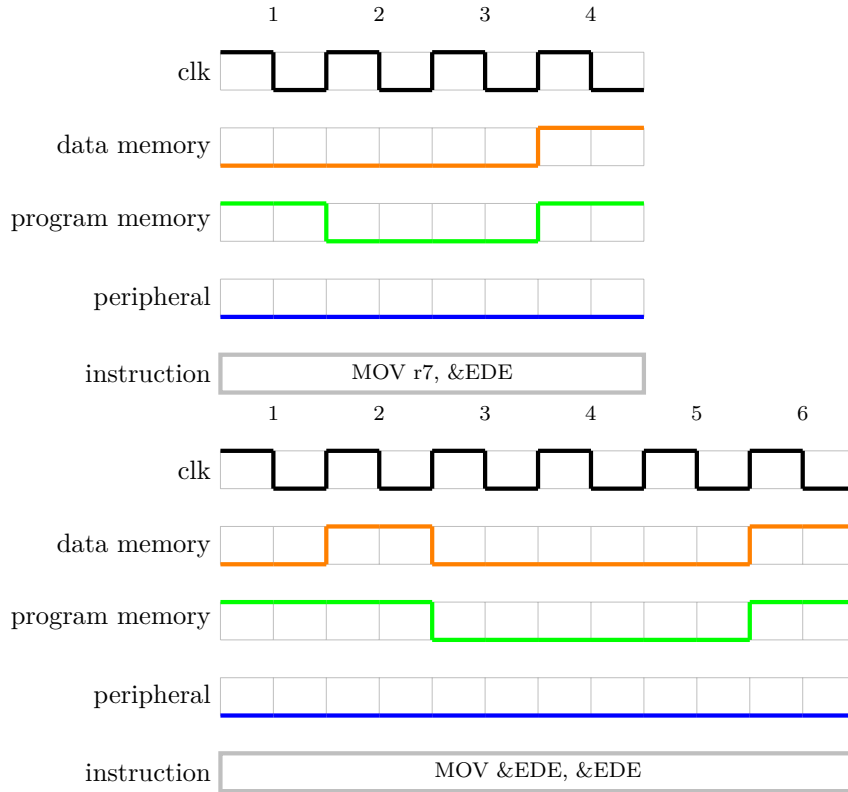 1 2 3 4
clk
data memory
program memory
peripheral
instruction MOV r7, &EDE
1 2 3 4 5 6
clk
data memory
program memory
peripheral
instruction MOV &EDE, &EDE